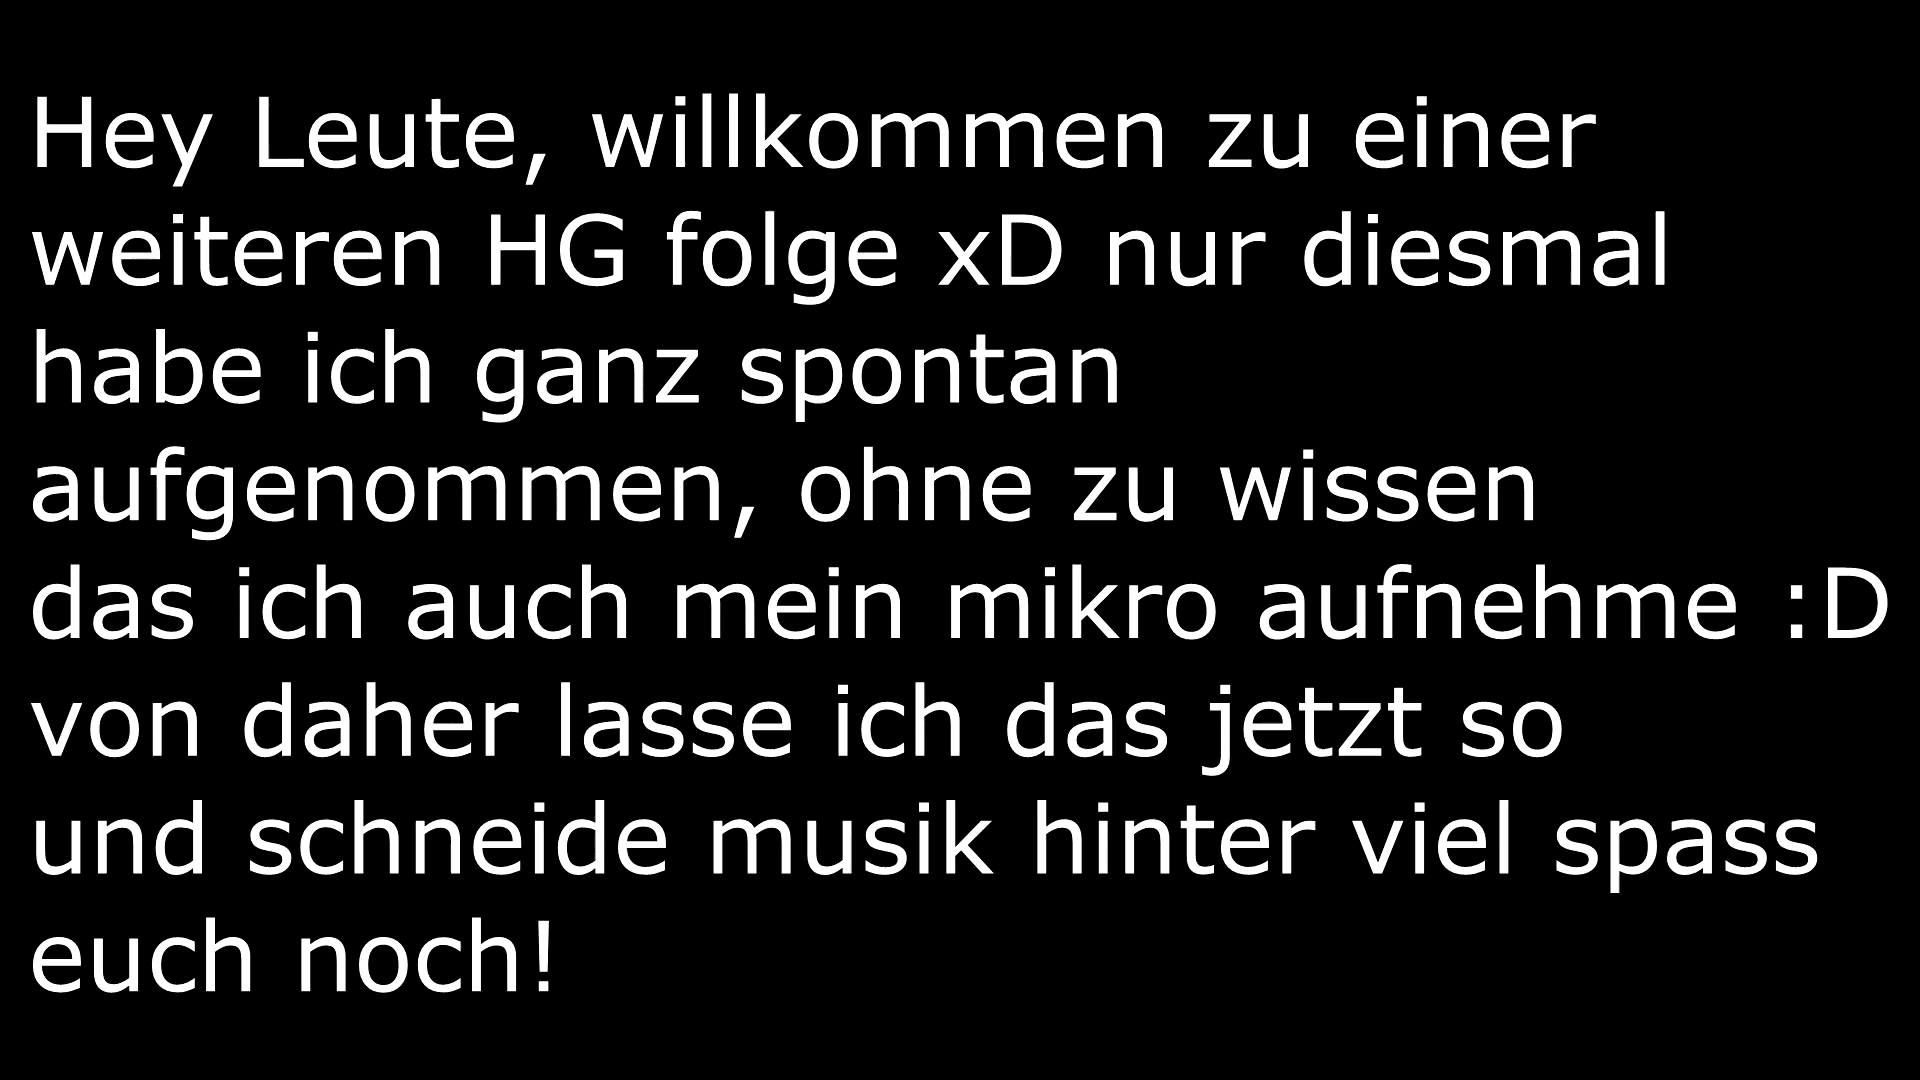 Hey Leute, willkommen zu einer
weiteren HG folge xD nur diesmal
habe ich ganz spontan
aufgenommen, ohne zu wissen
das ich auch mein mikro aufnehme :D
von daher lasse ich das jetzt so
und schneide musik hinter viel spass
euch noch!